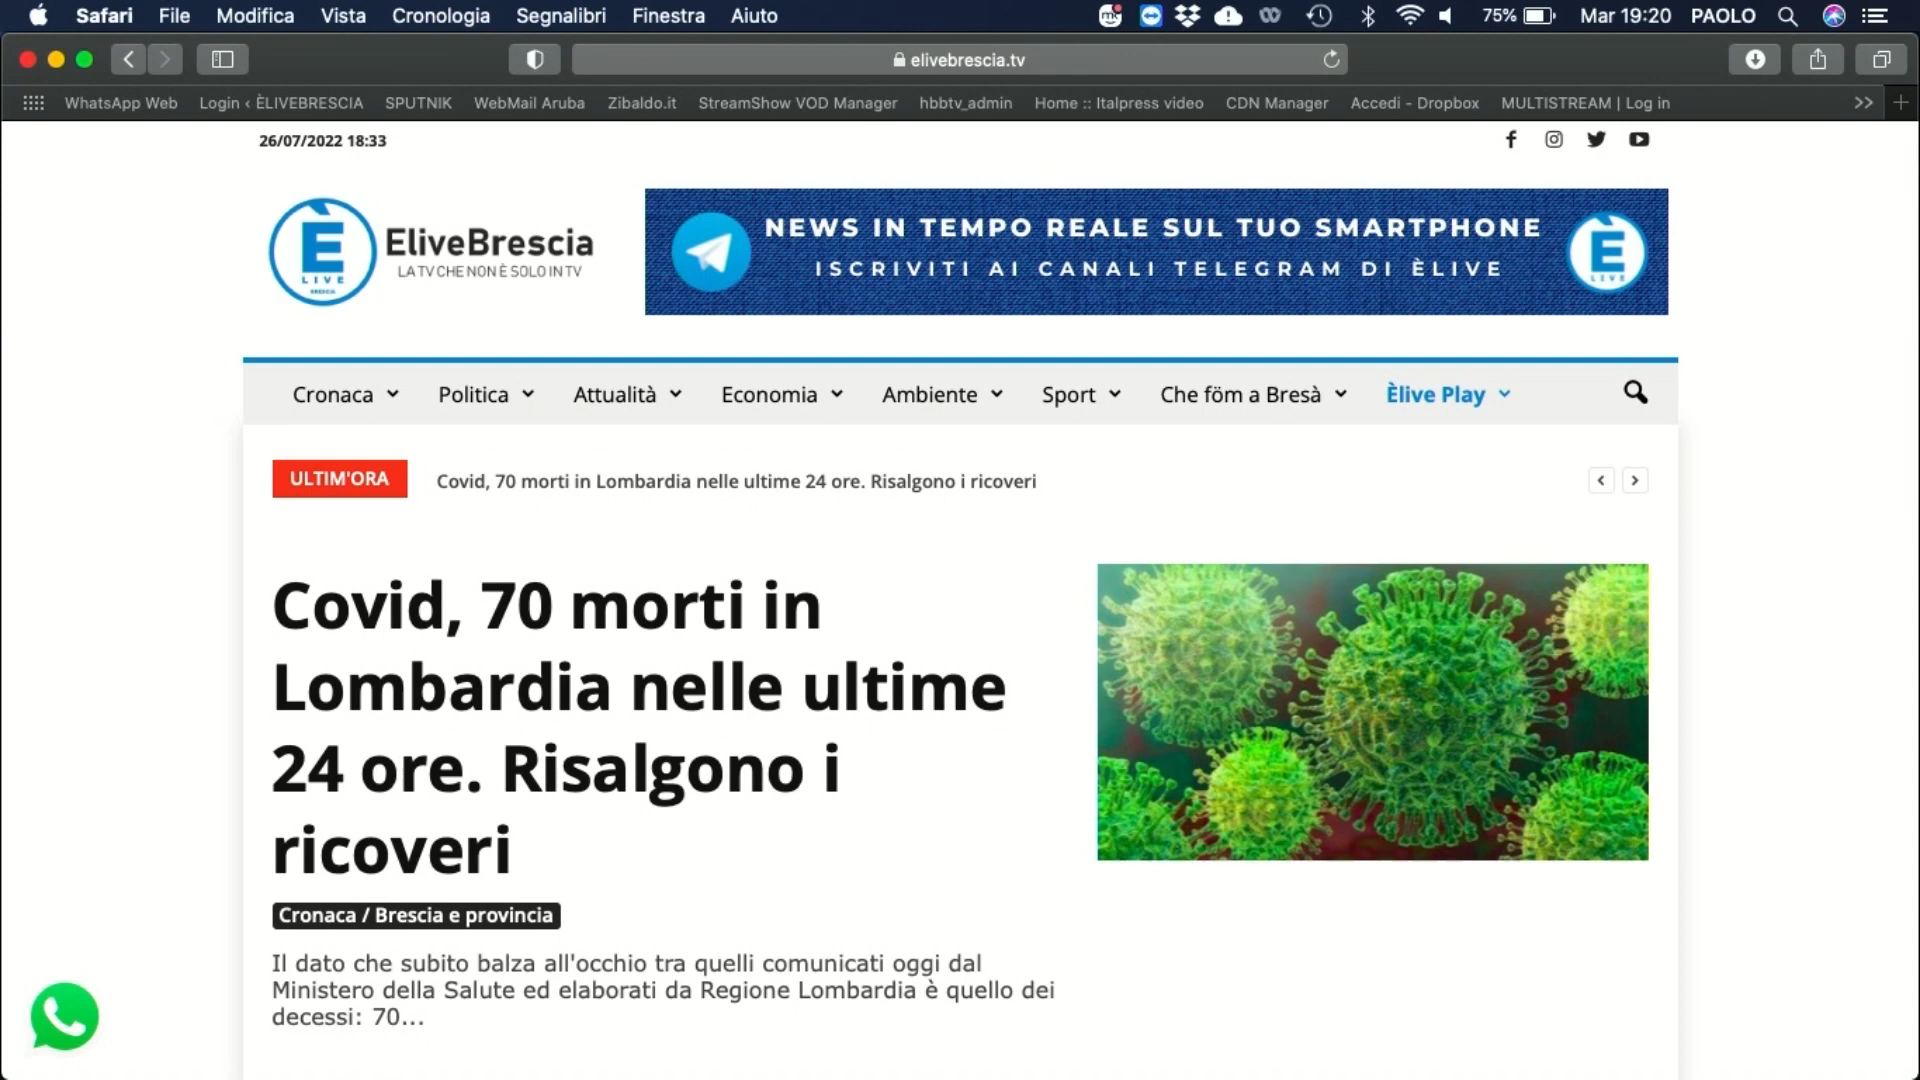 Safari File Modifica Vista Cronologia Segnalibri Finestra Aiuto 75% Mar 19:20 PAOLO
elivebrescia.tv
WhatsApp Web Login ‹ ÈLIVEBRESCIA SPUTNIK WebMail Aruba Zibaldo.it StreamShow VOD Manager hbbtv_admin Home :: Italpress video CDN Manager Accedi - Dropbox MULTISTREAM | Log in
26/07/2022 18:33
È
LIVE
BRESCIA
EliveBrescia
LA TV CHE NON È SOLO IN TV
NEWS IN TEMPO REALE SUL TUO SMARTPHONE
ISCRIVITI AI CANALI TELEGRAM DI ÈLIVE
È
LIVE
Cronaca Politica Attualità Economia Ambiente Sport Che föm a Bresà Èlive Play
ULTIM'ORA Covid, 70 morti in Lombardia nelle ultime 24 ore. Risalgono i ricoveri
Covid, 70 morti in
Lombardia nelle ultime
24 ore. Risalgono i
ricoveri
Cronaca / Brescia e provincia
Il dato che subito balza all'occhio tra quelli comunicati oggi dal
Ministero della Salute ed elaborati da Regione Lombardia è quello dei
decessi: 70...